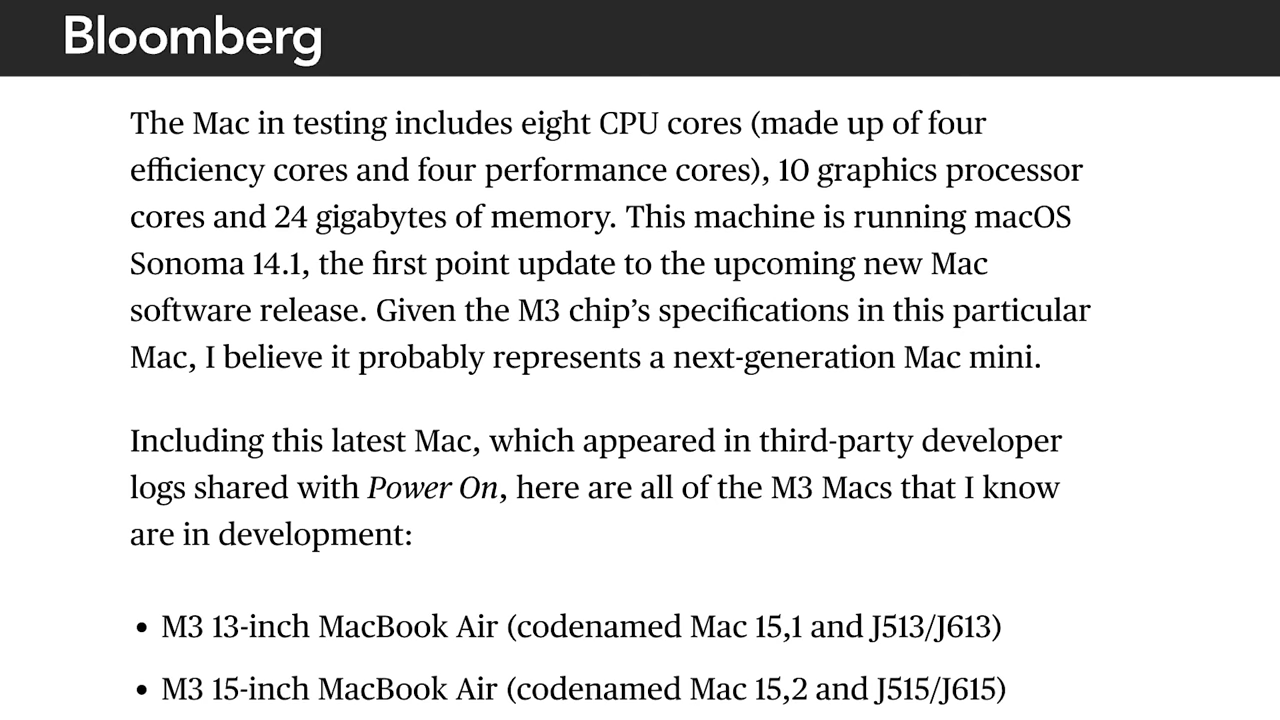 Bloomberg
The Mac in testing includes eight CPU cores (made up of four
efficiency cores and four performance cores), 10 graphics processor
cores and 24 gigabytes of memory. This machine is running macOS
Sonoma 14.1, the first point update to the upcoming new Mac
software release. Given the M3 chip’s specifications in this particular
Mac, I believe it probably represents a next-generation Mac mini.
Including this latest Mac, which appeared in third-party developer
logs shared with Power On, here are all of the M3 Macs that I know
are in development:
• M3 13-inch MacBook Air (codenamed Mac 15,1 and J513/J613)
• M3 15-inch MacBook Air (codenamed Mac 15,2 and J515/J615)